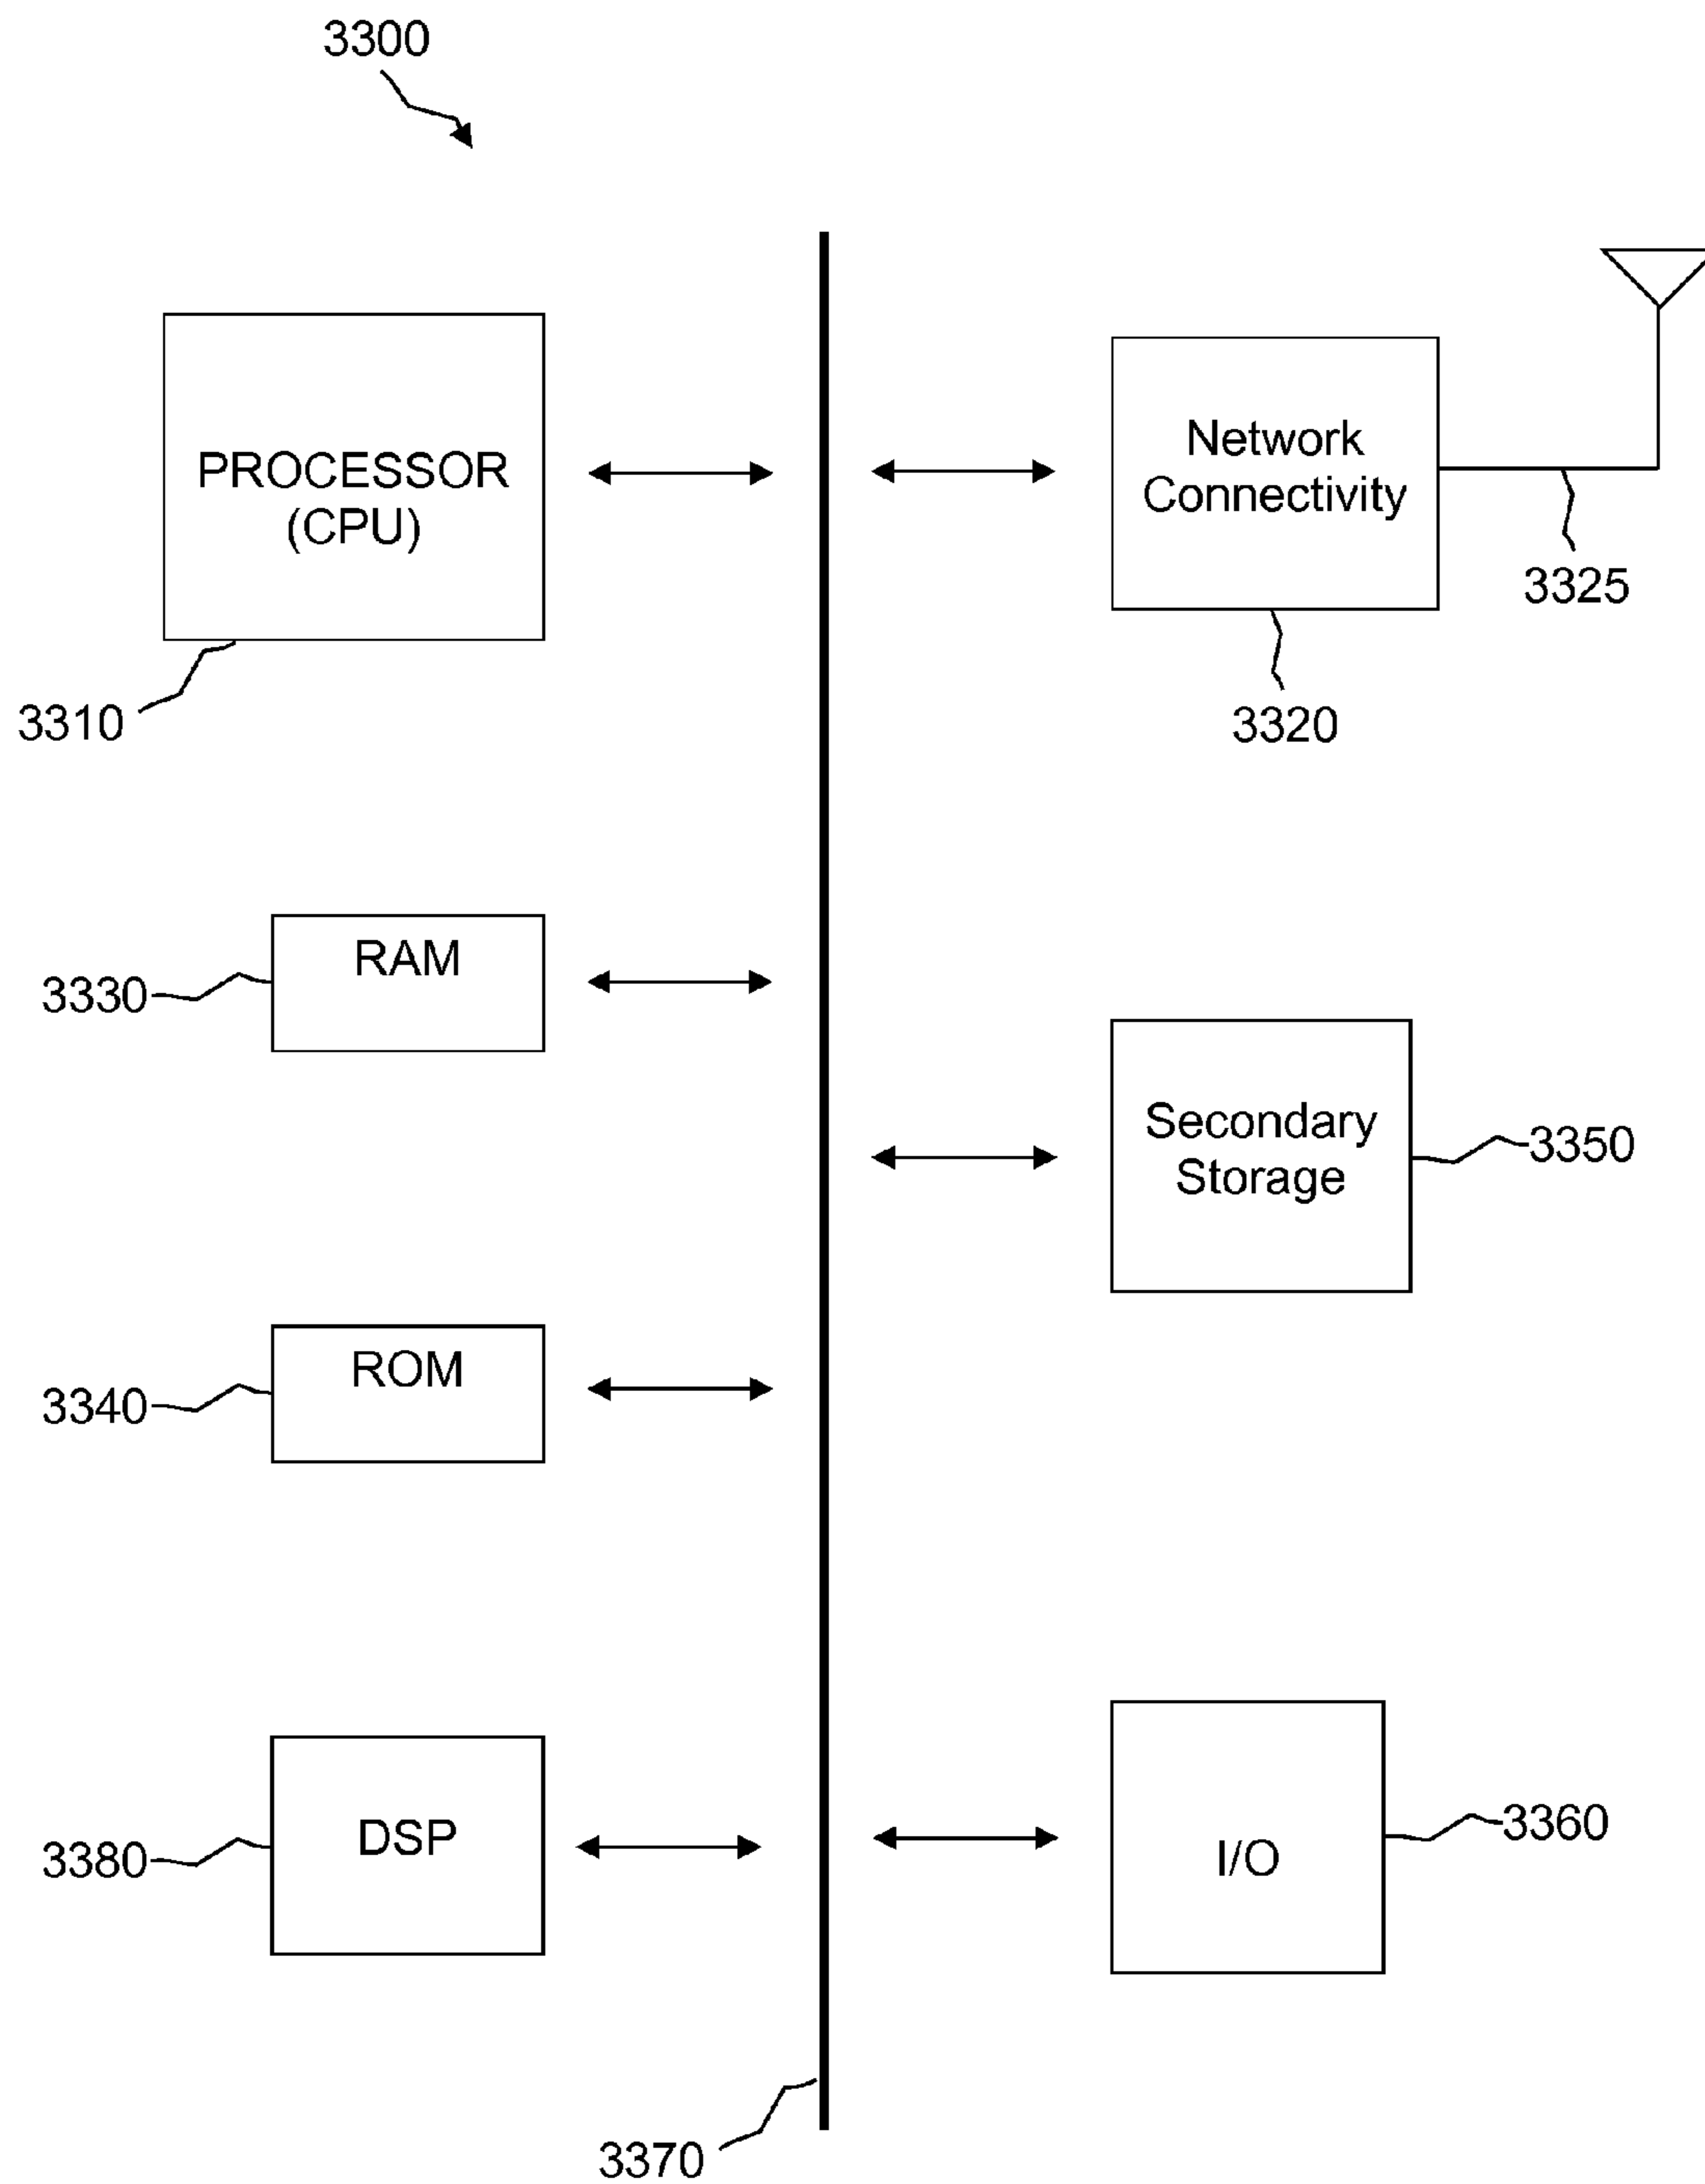 3300
PROCESSOR
(CPU)
3310
Network
Connectivity
3325
3320
RAM
3330
Secondary
Storage
3350
ROM
3340
DSP
3380
I/O
3360
3370